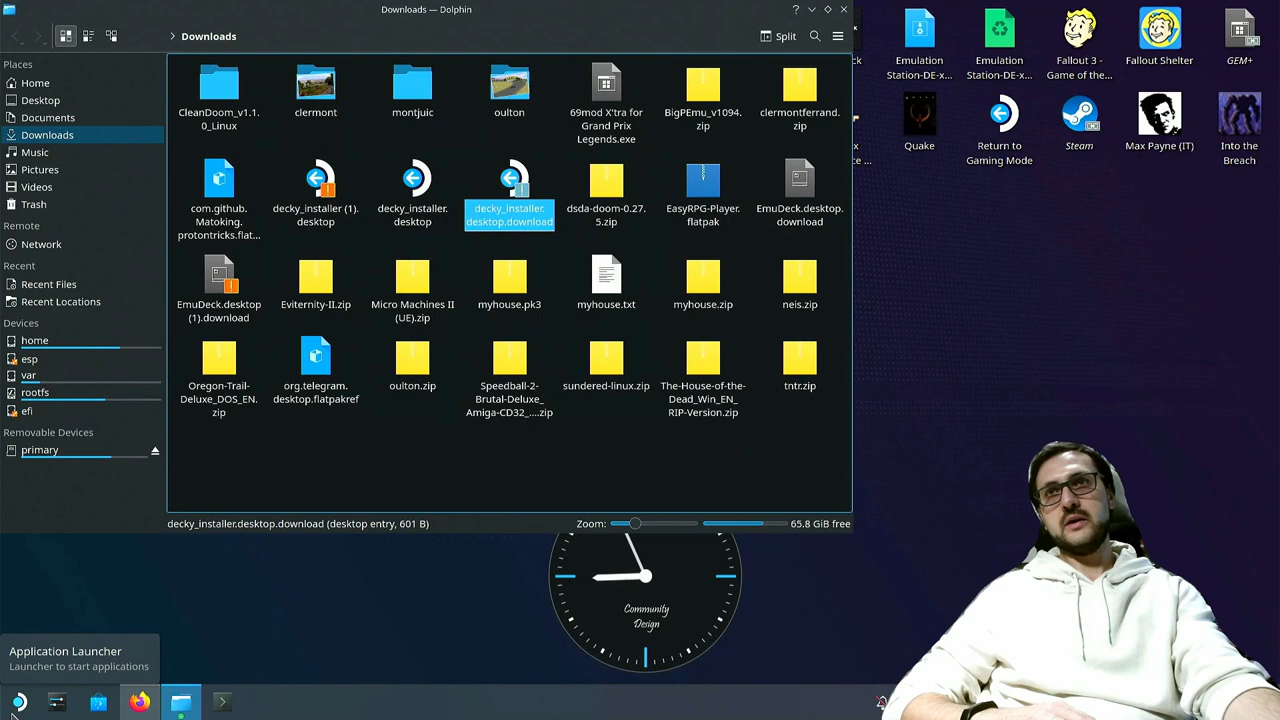 Downloads — Dolphin
Split
Downloads
Places
Home
Desktop
Documents
Downloads
Music
Pictures
Videos
Trash
Remote
Network
Recent
Recent Files
Recent Locations
Devices
home
esp
var
rootfs
efi
Removable Devices
primary
CleanDoom_v1.1.
0_Linux
clermont
montjuic
oulton
69mod X'tra for
Grand Prix
Legends.exe
BigPEmu_v1094.
zip
clermontferrand.
zip
com.github.
Matoking.
protontricks.flat...
decky_installer (1).
desktop
decky_installer.
desktop
decky_installer.
desktop.download
dsda-doom-0.27.
5.zip
EasyRPG-Player.
flatpak
EmuDeck.desktop.
download
EmuDeck.desktop
(1).download
Eviternity-II.zip
Micro Machines II
(UE).zip
myhouse.pk3
myhouse.txt
myhouse.zip
neis.zip
Oregon-Trail-
Deluxe_DOS_EN.
zip
org.telegram.
desktop.flatpakref
oulton.zip
Speedball-2-
Brutal-Deluxe_
Amiga-CD32_....zip
sundered-linux.zip
The-House-of-the-
Dead_Win_EN_
RIP-Version.zip
tntr.zip
decky_installer.desktop.download (desktop entry, 601 B)
Zoom:
65.8 GiB free
Emulation
Station-DE-x...
Emulation
Station-DE-x...
Fallout 3 -
Game of the...
Fallout Shelter
GEM+
Quake
Return to
Gaming Mode
Steam
Max Payne (IT)
Into the
Breach
Community
Design
Application Launcher
Launcher to start applications